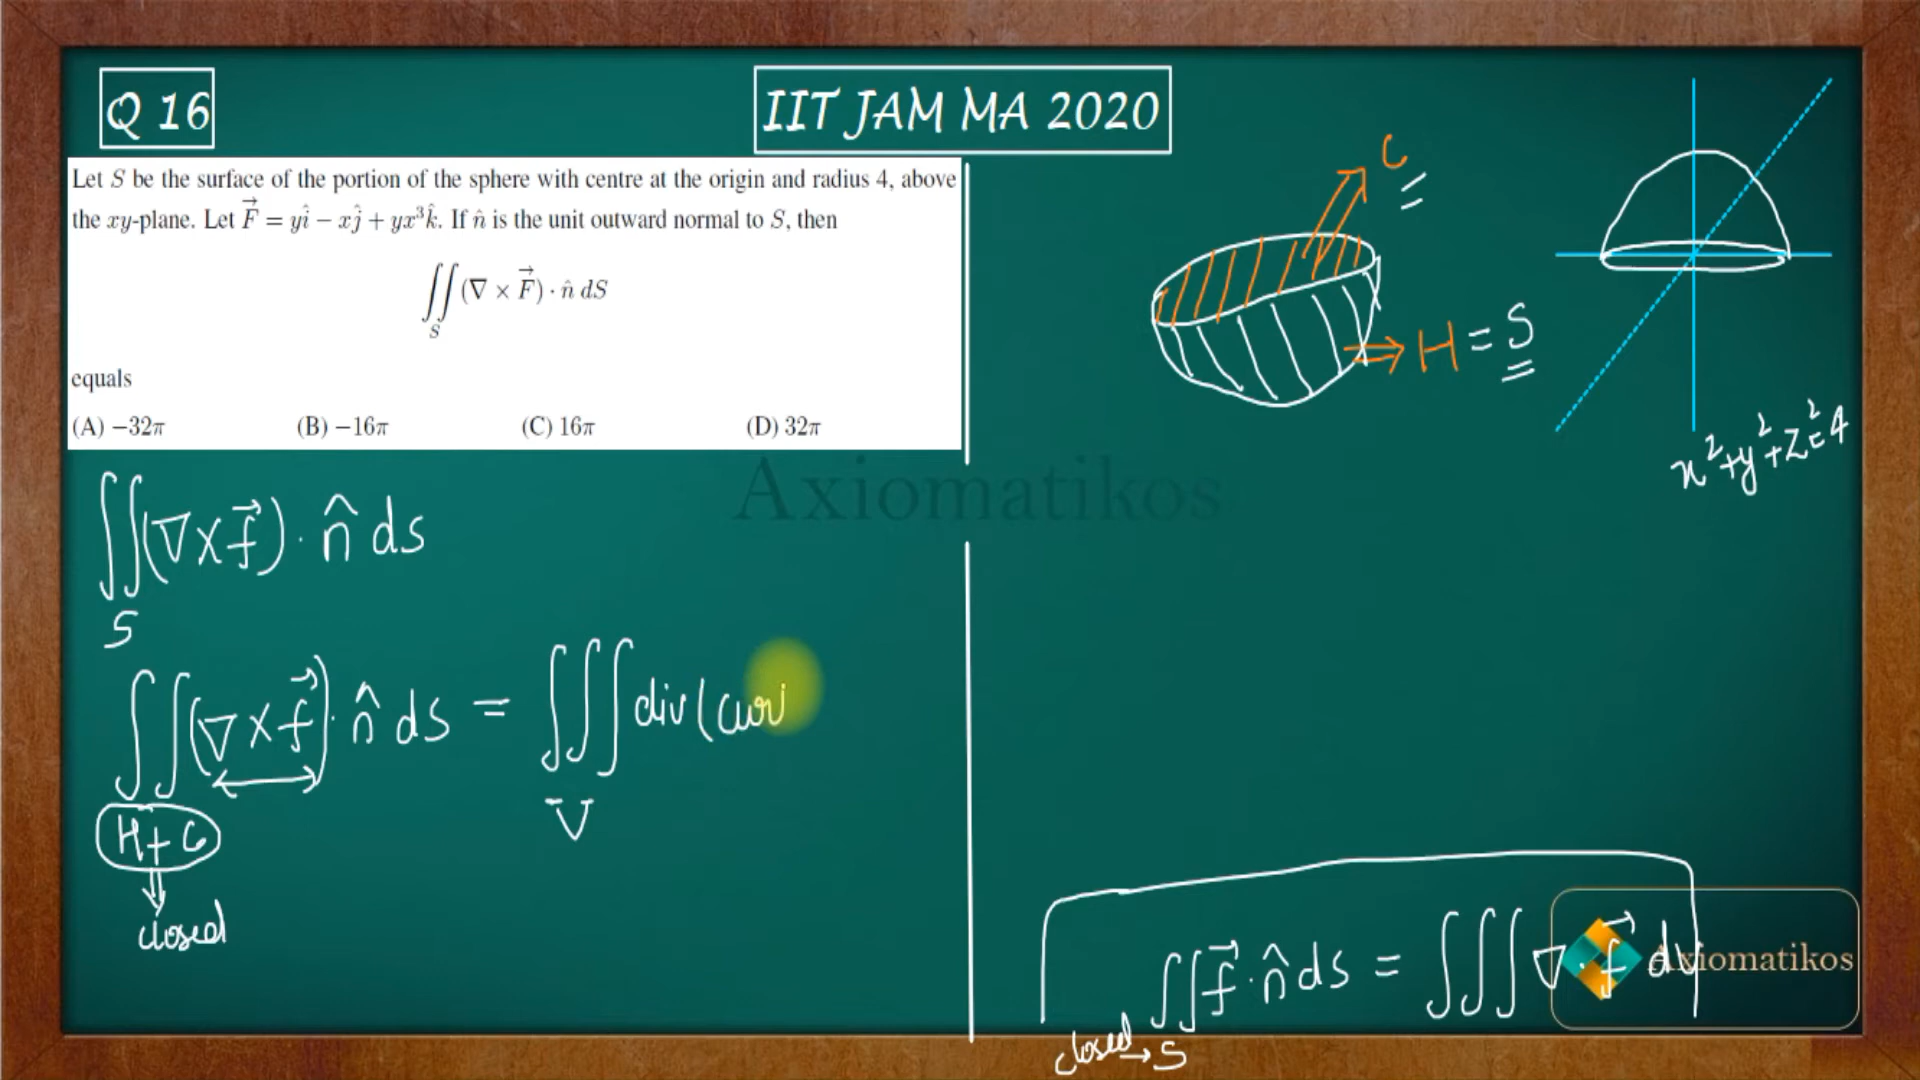 Q 16
IIT JAM MA 2020
Let S be the surface of the portion of the sphere with centre at the origin and radius 4, above
the xy-plane. Let F⃗ = yî − xĵ + yx³k̂. If n̂ is the unit outward normal to S, then
∬_S (∇ × F⃗) · n̂ dS
equals
(A) −32π (B) −16π (C) 16π (D) 32π
∬_S (∇×f⃗) · n̂ ds
∬_{H+C} (∇×f⃗) · n̂ ds = ∭_V div(curl
closed
C
H = S
x²+y²+z²=4
Axiomatikos
∬_S f⃗ · n̂ ds = ∭ ∇ · f⃗ dv
closed → S
Axiomatikos